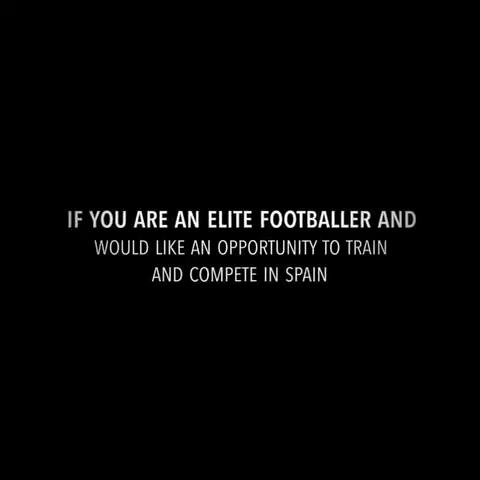 IF YOU ARE AN ELITE FOOTBALLER AND
WOULD LIKE AN OPPORTUNITY TO TRAIN
AND COMPETE IN SPAIN